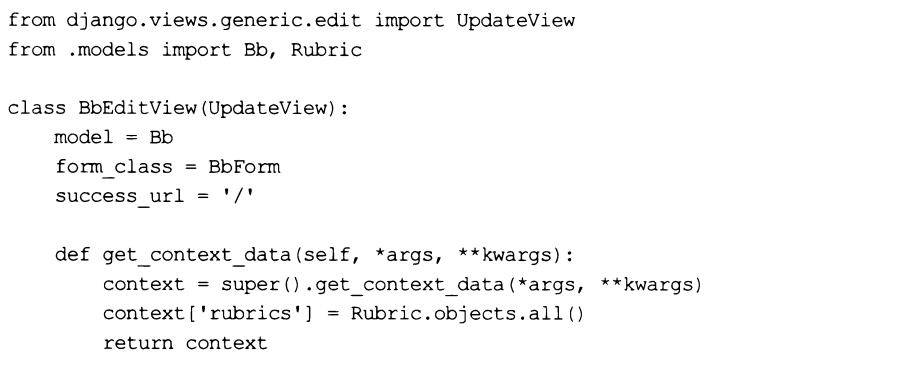 from django.views.generic.edit import UpdateView
from .models import Bb, Rubric

class BbEditView(UpdateView):
    model = Bb
    form_class = BbForm
    success_url = '/'

    def get_context_data(self, *args, **kwargs):
        context = super().get_context_data(*args, **kwargs)
        context['rubrics'] = Rubric.objects.all()
        return context